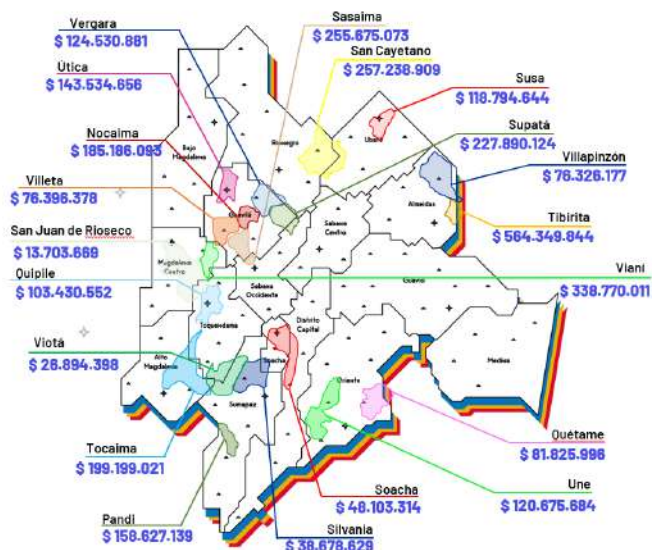 Sasaima
$ 255.675.073
Vergara
$ 124.530.881
San Cayetano
$ 257.238.909
Útica
$ 143.534.656
Susa
$ 118.794.644
Nocaima
$ 185.186.093
Supatá
$ 227.890.124
Villeta
$ 76.396.378
Villapinzón
$ 76.326.177
Tibirita
$ 564.349.844
San Juan de Rioseco
$ 13.703.669
Vianí
$ 338.770.011
Quipile
$ 103.430.552
Viotá
$ 26.894.398
Tocaima
$ 199.199.021
Quétame
$ 81.825.996
Une
$ 120.675.684
Soacha
$ 48.103.314
Pandi
$ 158.627.139
Silvania
$ 38.678.629
Bajo
Magdalena
Rionegro
Ubaté
Gualivá
Almeidas
Sabana
Centro
Magdalena
Centro
Sabana
Occidente
Guavio
Distrito
Capital
Tequendama
Alto
Magdalena
Soacha
Medina
Oriente
Sumapaz